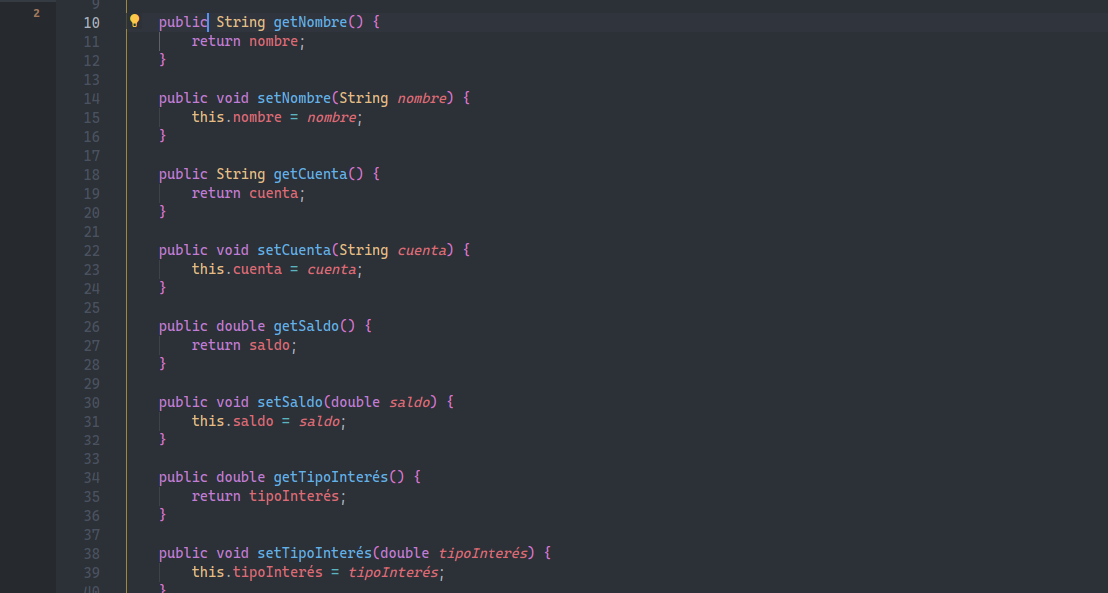 2
9
10 public String getNombre() {
11 return nombre;
12 }
13
14 public void setNombre(String nombre) {
15 this.nombre = nombre;
16 }
17
18 public String getCuenta() {
19 return cuenta;
20 }
21
22 public void setCuenta(String cuenta) {
23 this.cuenta = cuenta;
24 }
25
26 public double getSaldo() {
27 return saldo;
28 }
29
30 public void setSaldo(double saldo) {
31 this.saldo = saldo;
32 }
33
34 public double getTipoInterés() {
35 return tipoInterés;
36 }
37
38 public void setTipoInterés(double tipoInterés) {
39 this.tipoInterés = tipoInterés;
40 }